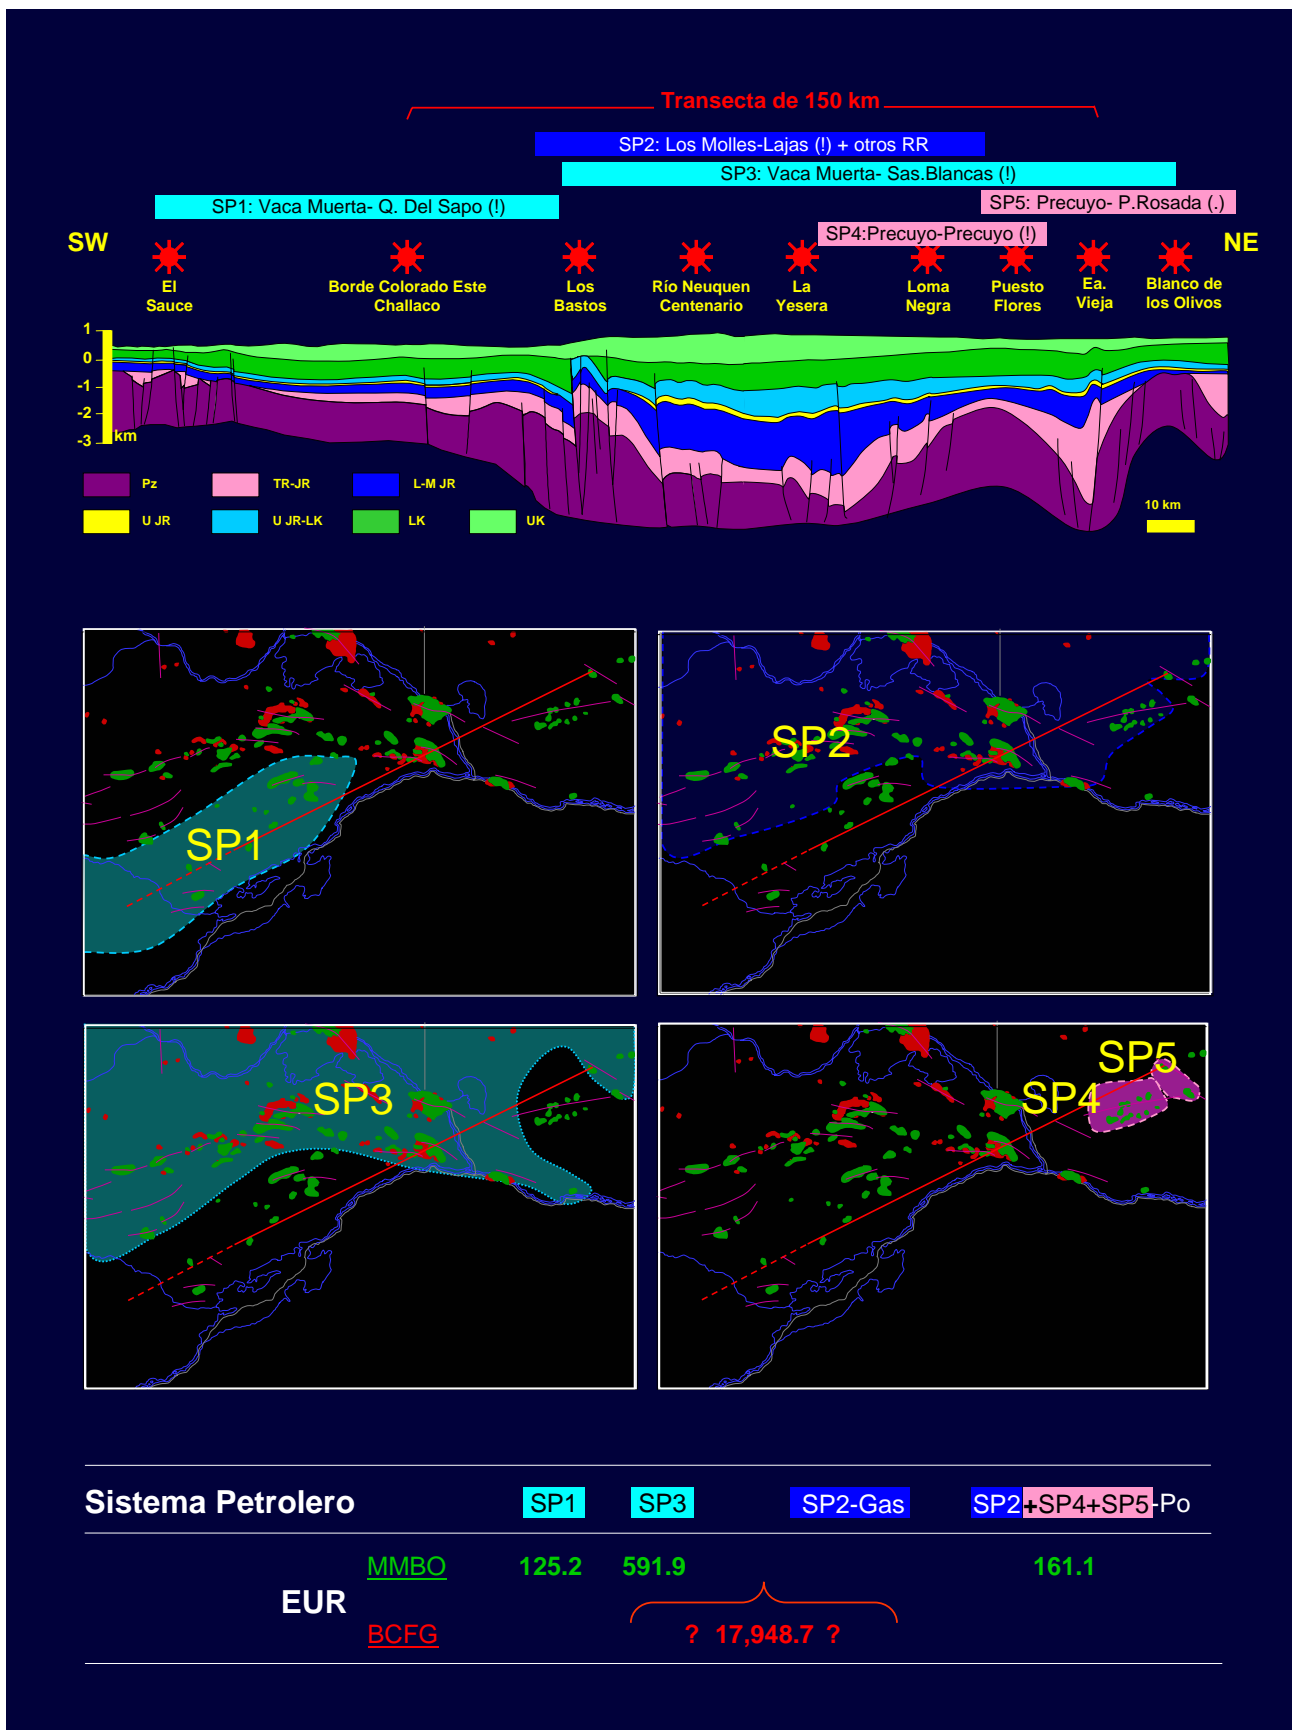 Transecta de 150 km
SP2: Los Molles-Lajas (!) + otros RR
SP3: Vaca Muerta- Sas.Blancas (!)
SP1: Vaca Muerta- Q. Del Sapo (!)
SP5: Precuyo- P.Rosada (.)
SP4:Precuyo-Precuyo (!)
SW
NE
El
Sauce
Borde Colorado Este
Challaco
Los
Bastos
Río Neuquen
Centenario
La
Yesera
Loma
Negra
Puesto
Flores
Ea.
Vieja
Blanco de
los Olivos
1
0
-1
-2
-3
km
Pz
TR-JR
L-M JR
U JR
U JR-LK
LK
UK
10 km
SP1
SP2
SP3
SP5
SP4
Sistema Petrolero
SP1
SP3
SP2-Gas
SP2+SP4+SP5-Po
MMBO
125.2
591.9
161.1
EUR
BCFG
? 17,948.7 ?